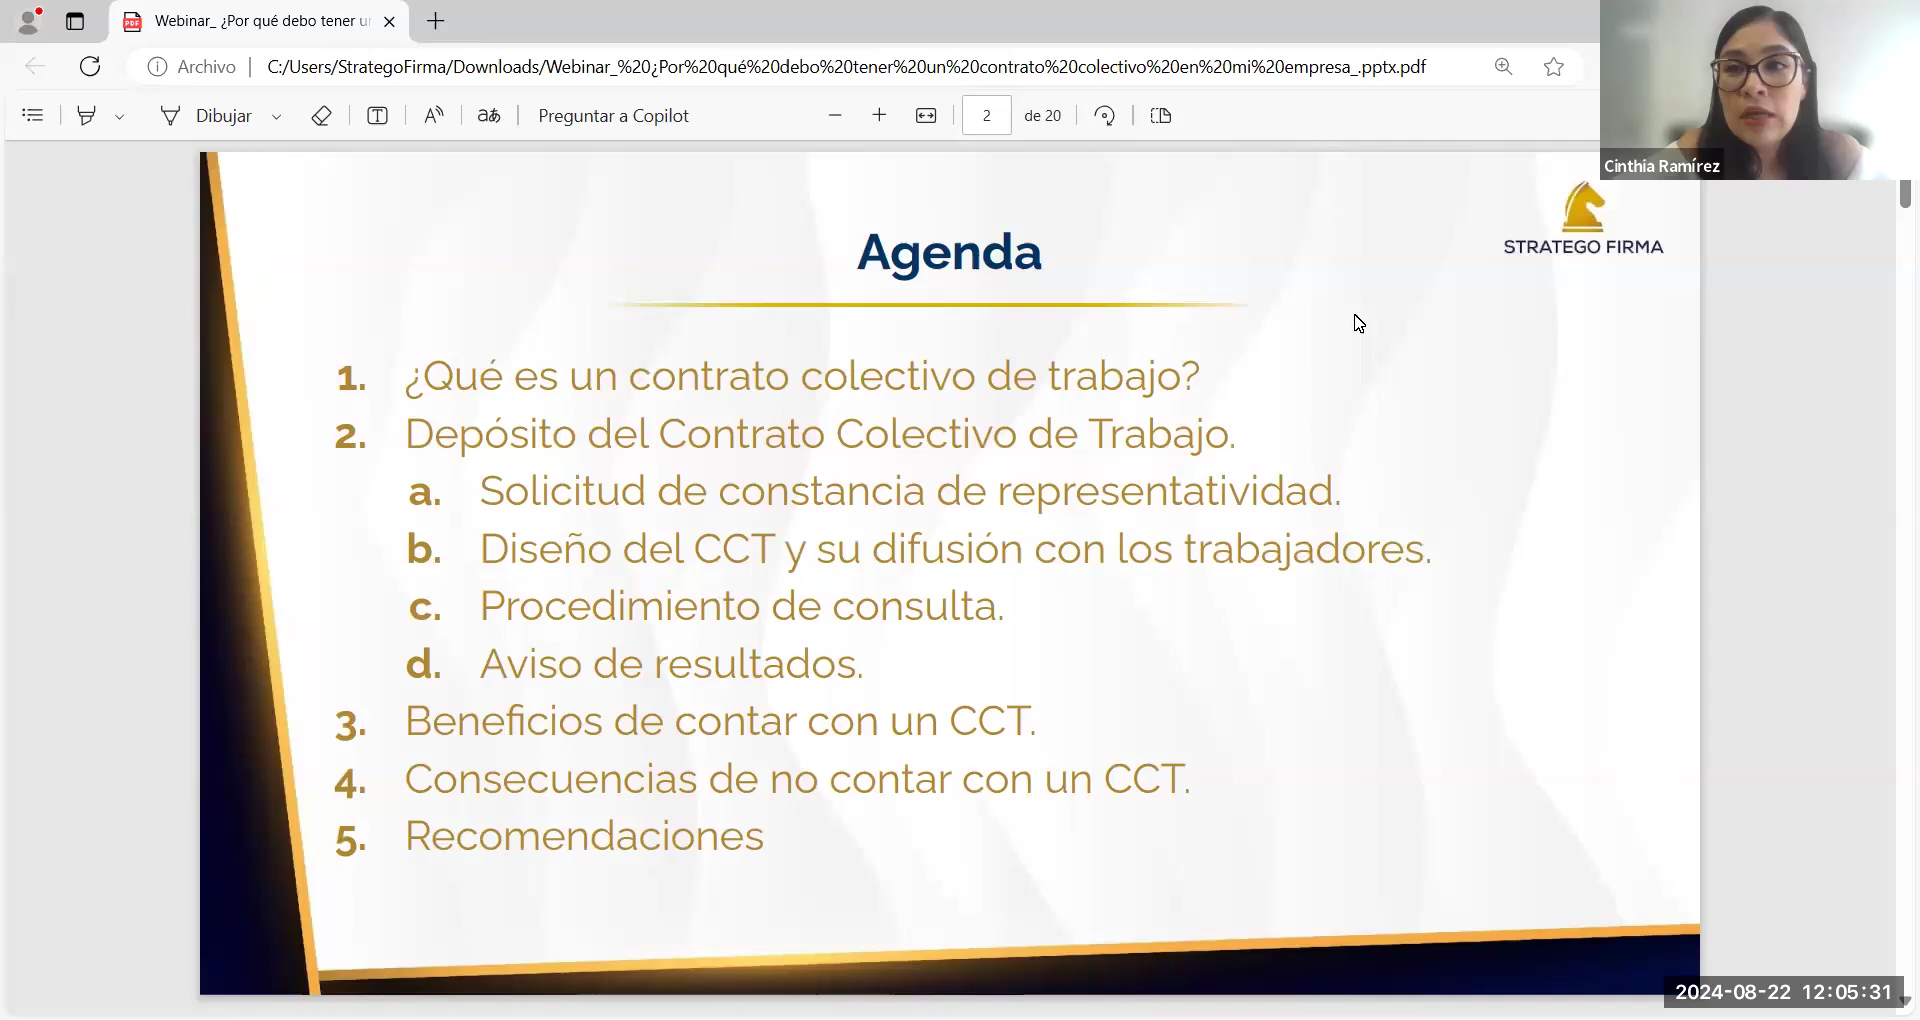 Webinar_ ¿Por qué debo tener un
Archivo
C:/Users/StrategoFirma/Downloads/Webinar_%20¿Por%20qué%20debo%20tener%20un%20contrato%20colectivo%20en%20mi%20empresa_.pptx.pdf
Dibujar
Preguntar a Copilot
2 de 20
Cinthia Ramírez
STRATEGO FIRMA
Agenda
1. ¿Qué es un contrato colectivo de trabajo?
2. Depósito del Contrato Colectivo de Trabajo.
a. Solicitud de constancia de representatividad.
b. Diseño del CCT y su difusión con los trabajadores.
c. Procedimiento de consulta.
d. Aviso de resultados.
3. Beneficios de contar con un CCT.
4. Consecuencias de no contar con un CCT.
5. Recomendaciones
2024-08-22 12:05:31